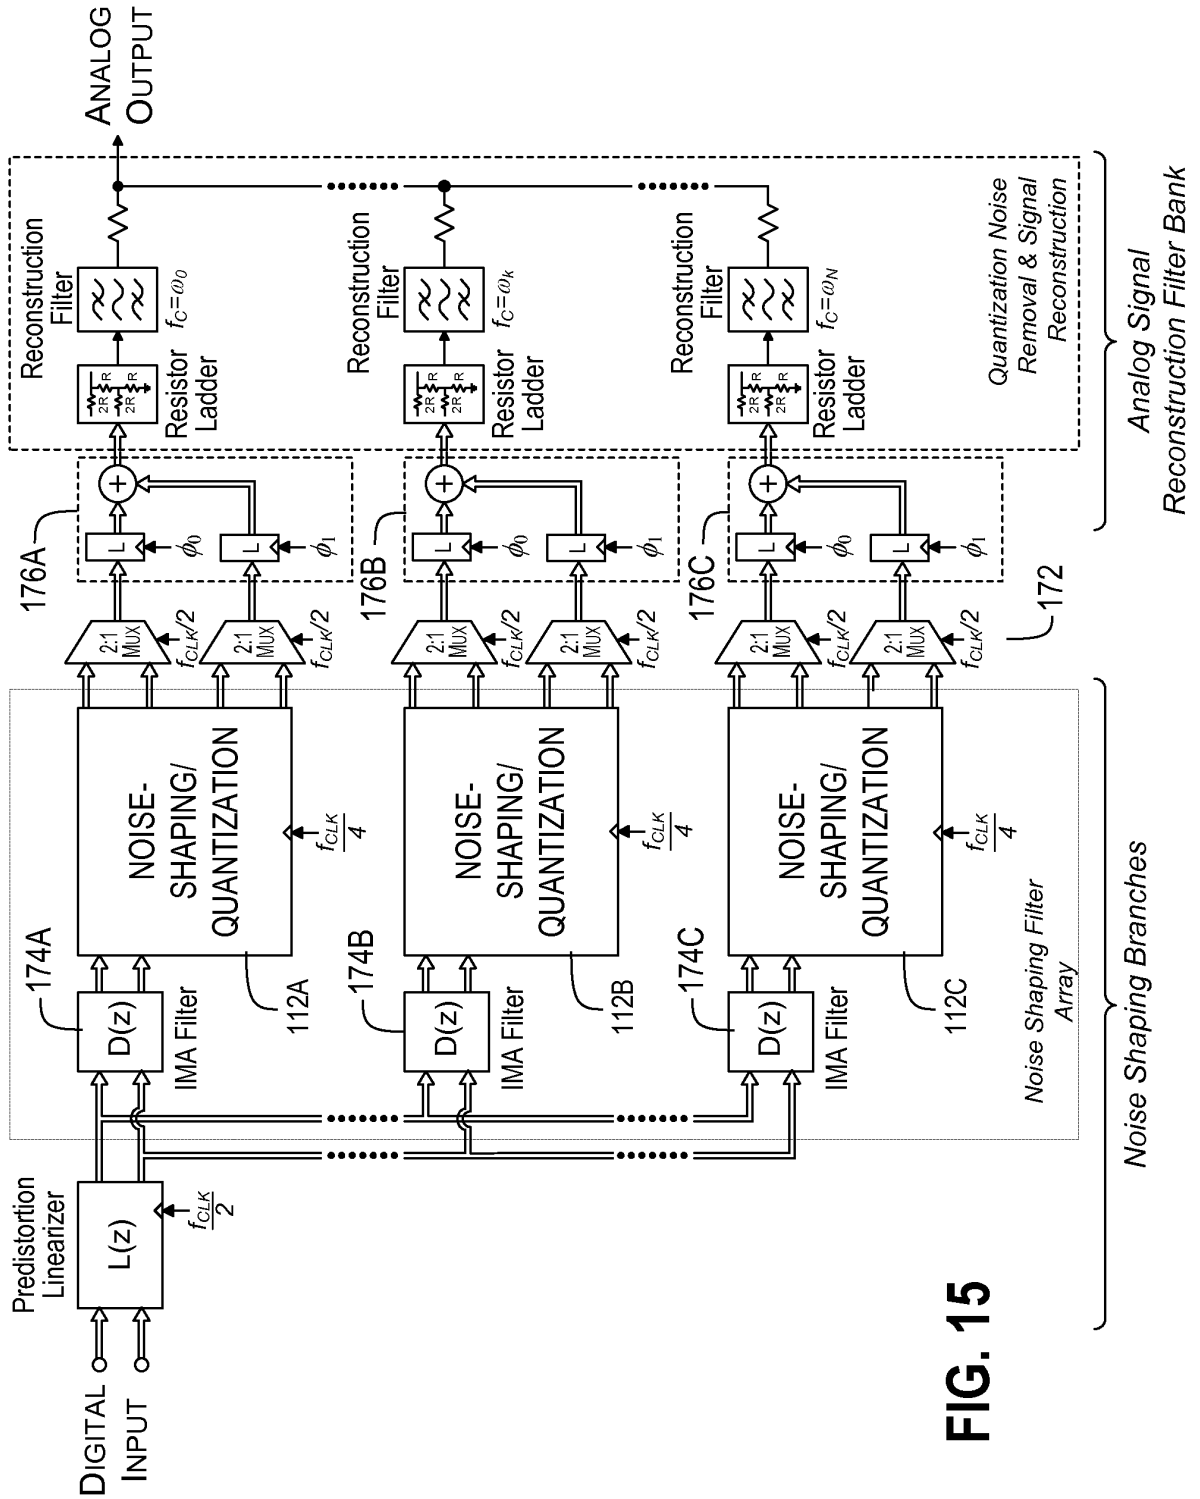 DIGITAL
INPUT
Predistortion
Linearizer
L(z)
fCLK
2
174A
D(z)
IMA Filter
NOISE-
SHAPING/
QUANTIZATION
112A
fCLK
4
2:1
MUX
fCLK/2
2:1
MUX
fCLK/2
176A
L
ϕ0
L
ϕ1
+
2R
R
2R
R
Resistor
Ladder
Reconstruction
Filter
fC=ω0
ANALOG
OUTPUT
174B
D(z)
IMA Filter
NOISE-
SHAPING/
QUANTIZATION
112B
fCLK
4
2:1
MUX
fCLK/2
2:1
MUX
fCLK/2
176B
L
ϕ0
L
ϕ1
+
2R
R
2R
R
Resistor
Ladder
Reconstruction
Filter
fC=ωk
174C
D(z)
IMA Filter
NOISE-
SHAPING/
QUANTIZATION
112C
fCLK
4
2:1
MUX
fCLK/2
2:1
MUX
fCLK/2
172
176C
L
ϕ0
L
ϕ1
+
2R
R
2R
R
Resistor
Ladder
Reconstruction
Filter
fC=ωN
Noise Shaping Filter
Array
Quantization Noise
Removal & Signal
Reconstruction
Noise Shaping Branches
Analog Signal
Reconstruction Filter Bank
FIG. 15